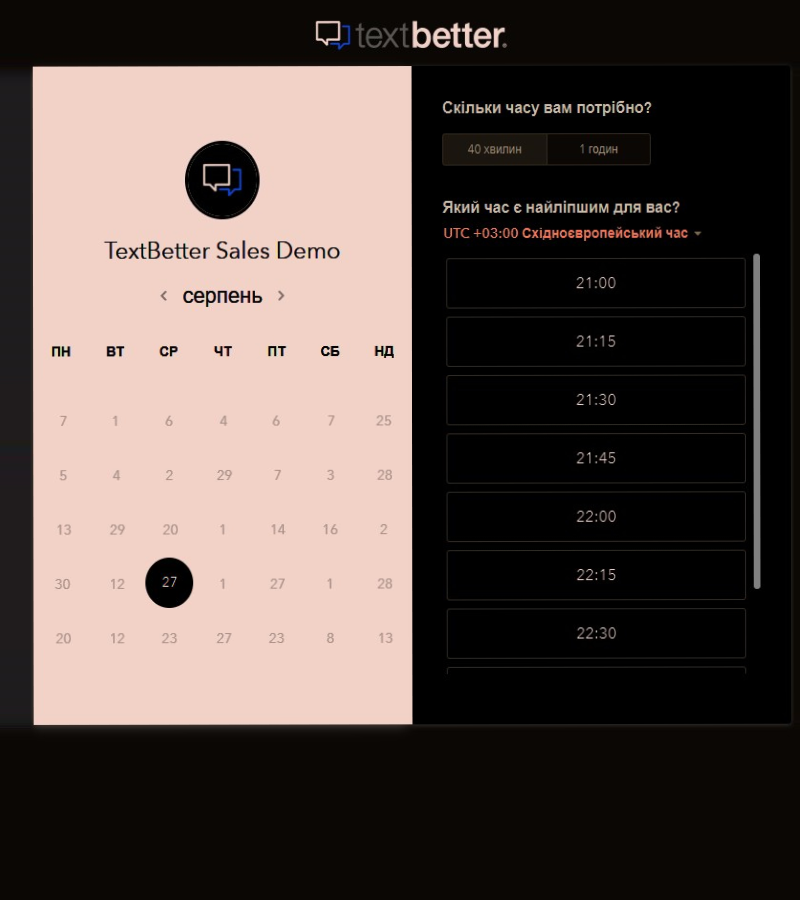 textbetter.
TextBetter Sales Demo
серпень
ПН ВТ СР ЧТ ПТ СБ НД
7 1 6 4 6 7 25
5 4 2 29 7 3 28
13 29 20 1 14 16 2
30 12 27 1 27 1 28
20 12 23 27 23 8 13
Скільки часу вам потрібно?
40 хвилин 1 годин
Який час є найліпшим для вас?
UTC +03:00 Східноєвропейський час
21:00
21:15
21:30
21:45
22:00
22:15
22:30